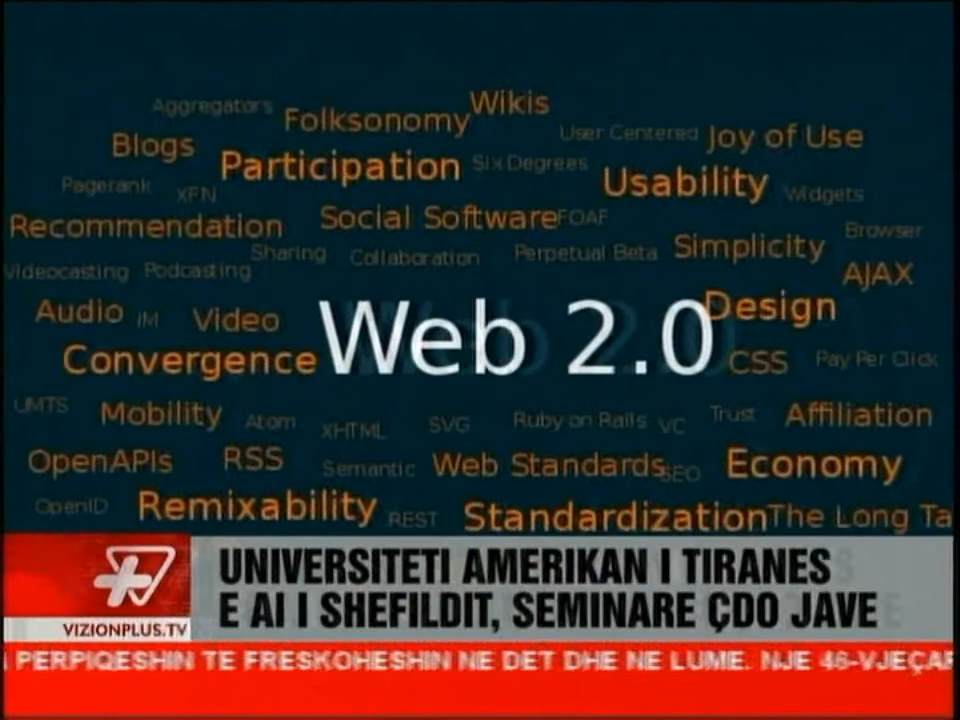 Aggregators Folksonomy Wikis
Blogs Participation Six Degrees User Centered Joy of Use
Pagerank XFN Usability Widgets
Recommendation Social Software FOAF Browser
Sharing Collaboration Perpetual Beta Simplicity
Videocasting Podcasting AJAX
Audio IM Video Web 2.0 Design
Convergence CSS Pay Per Click
UMTS Mobility Atom XHTML SVG Ruby on Rails VC Trust Affiliation
OpenAPIs RSS Semantic Web Standards SEO Economy
OpenID Remixability REST Standardization The Long Ta
UNIVERSITETI AMERIKAN I TIRANES
E AI I SHEFILDIT, SEMINARE ÇDO JAVE
VIZIONPLUS.TV
PERPIQESHIN TE FRESKOHESHIN NE DET DHE NE LUME. NJE 46-VJEÇAR